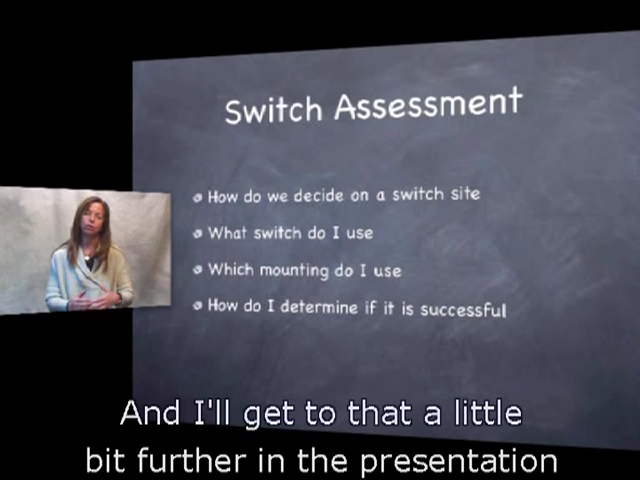 Switch Assessment
How do we decide on a switch site
What switch do I use
Which mounting do I use
How do I determine if it is successful
And I'll get to that a little
bit further in the presentation